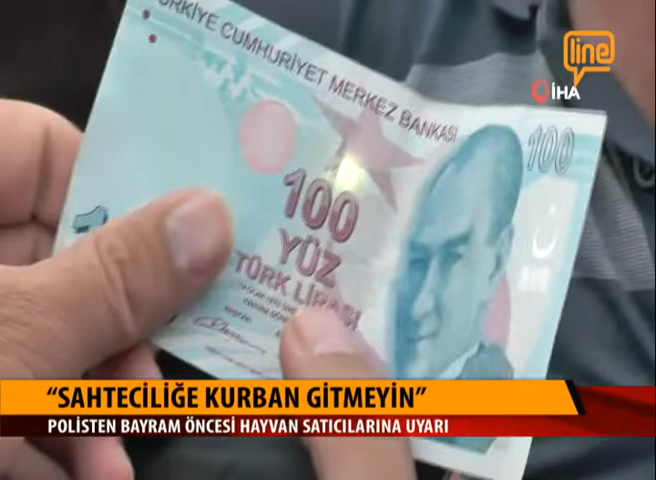 TÜRKİYE CUMHURİYET MERKEZ BANKASI
line
İHA
100
100
YÜZ
TÜRK LİRASI
"SAHTECİLİĞE KURBAN GİTMEYİN"
POLİSTEN BAYRAM ÖNCESİ HAYVAN SATICILARINA UYARI